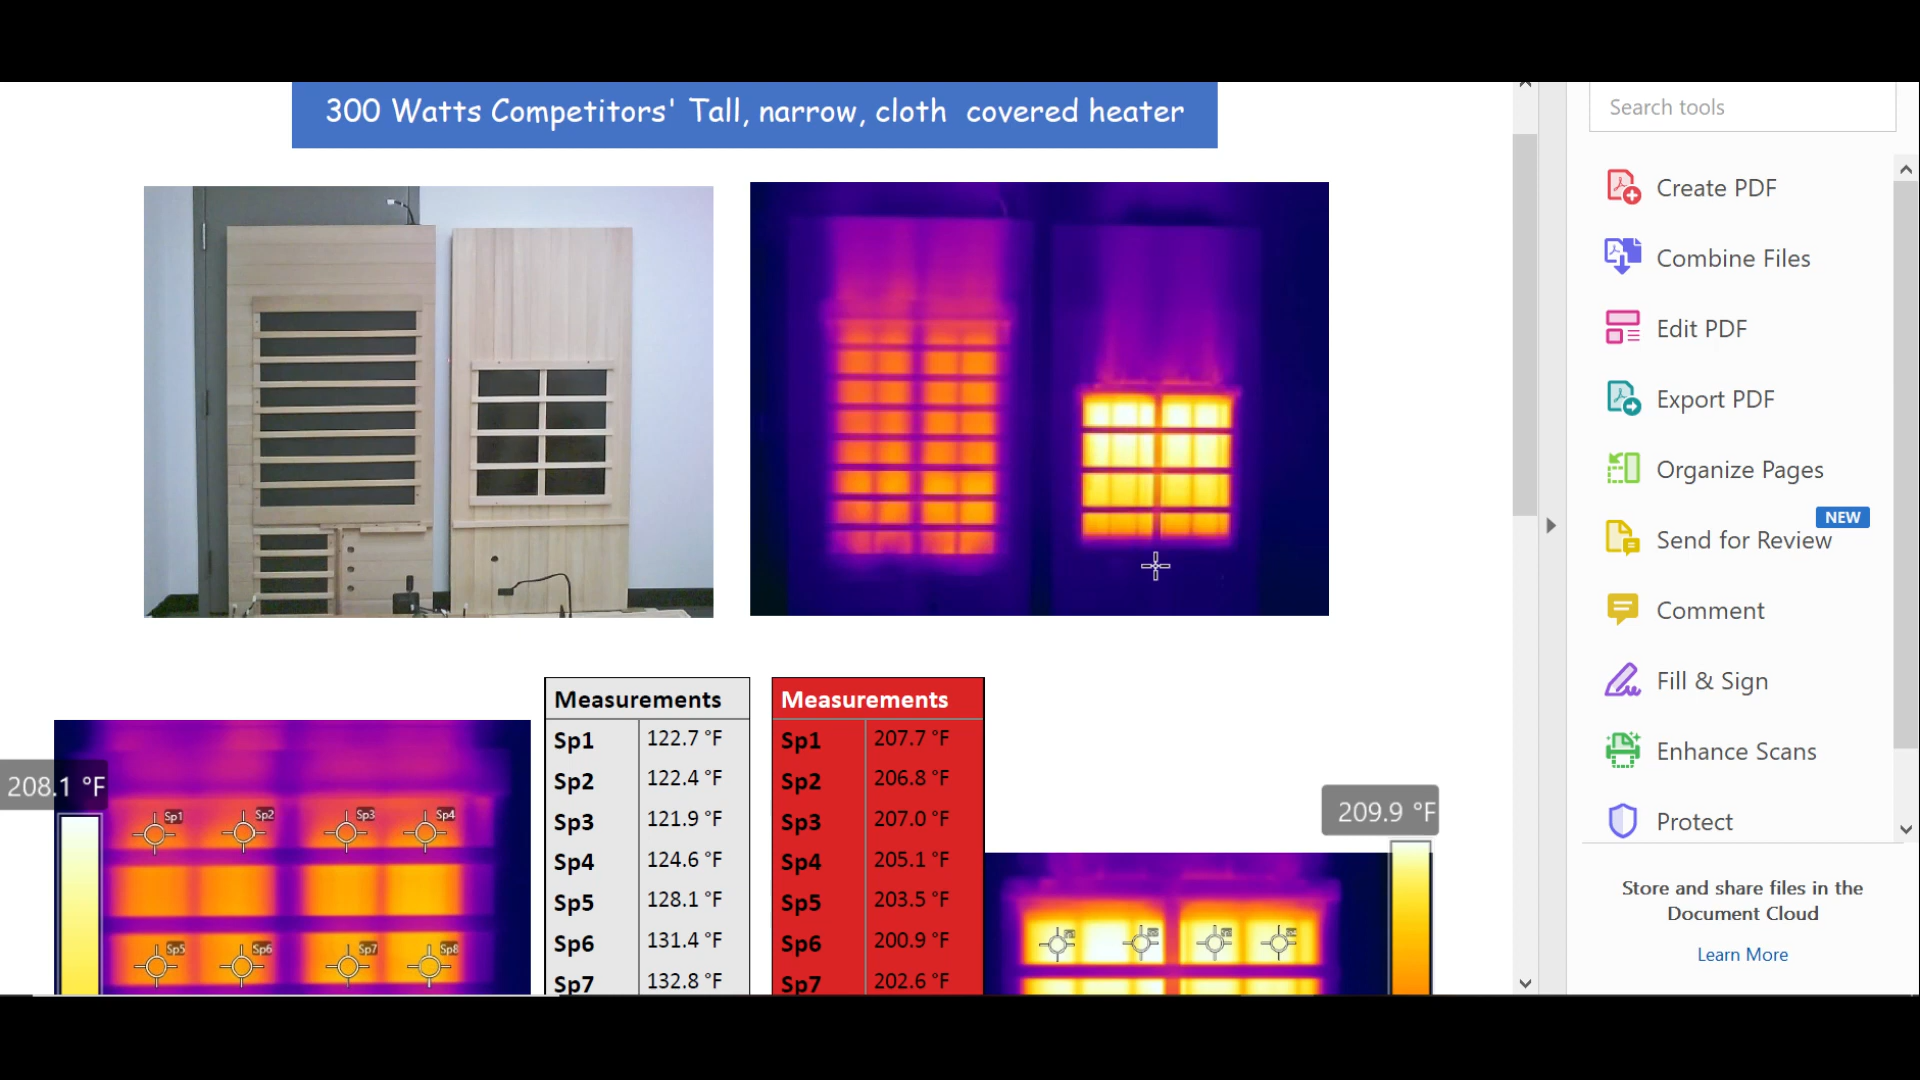 300 Watts Competitors' Tall, narrow, cloth covered heater
Measurements
Sp1 122.7 °F
Sp2 122.4 °F
Sp3 121.9 °F
Sp4 124.6 °F
Sp5 128.1 °F
Sp6 131.4 °F
Sp7 132.8 °F
Measurements
Sp1 207.7 °F
Sp2 206.8 °F
Sp3 207.0 °F
Sp4 205.1 °F
Sp5 203.5 °F
Sp6 200.9 °F
Sp7 202.6 °F
208.1 °F
Sp1 Sp2 Sp3 Sp4
Sp5 Sp6 Sp7 Sp8
209.9 °F
Search tools
Create PDF
Combine Files
Edit PDF
Export PDF
Organize Pages
NEW
Send for Review
Comment
Fill & Sign
Enhance Scans
Protect
Store and share files in the
Document Cloud
Learn More